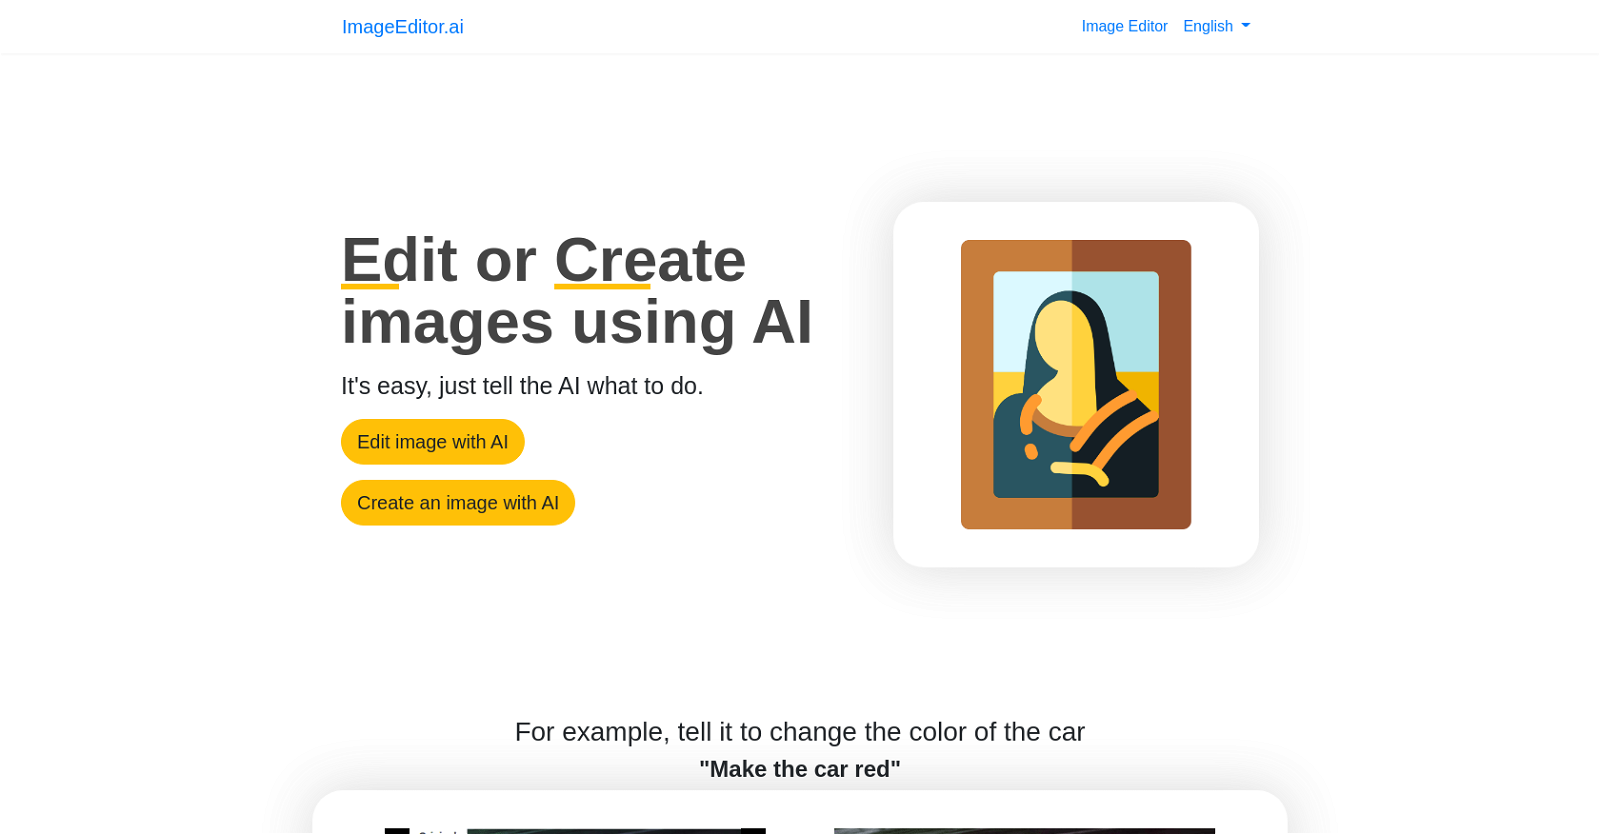 ImageEditor.ai
Image Editor English
Edit or Create
images using AI
It's easy, just tell the AI what to do.
Edit image with AI
Create an image with AI
For example, tell it to change the color of the car
"Make the car red"